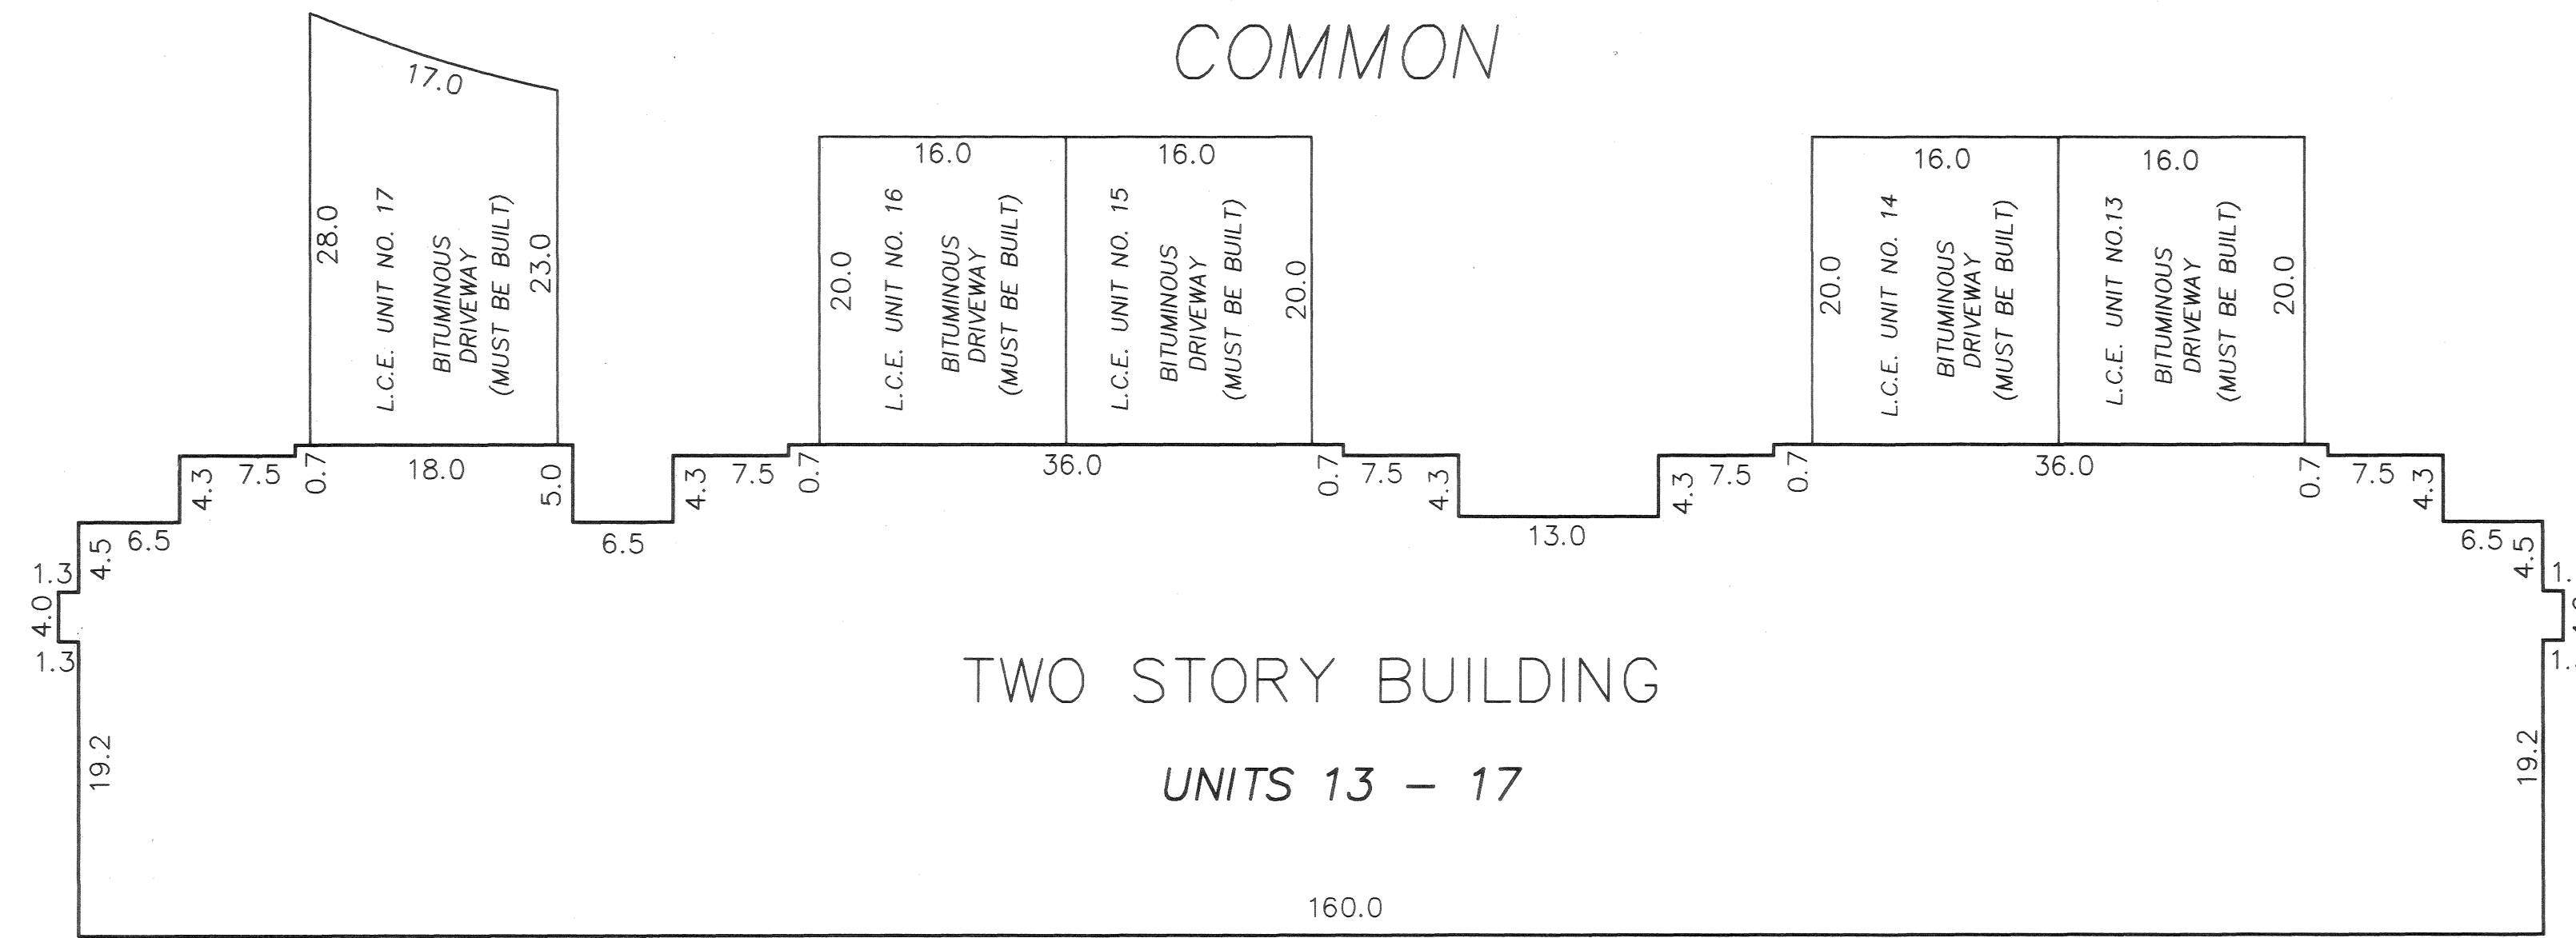 COMMON
17.0
28.0
L.C.E. UNIT NO. 17
BITUMINOUS
DRIVEWAY
(MUST BE BUILT)
23.0
16.0
20.0
L.C.E. UNIT NO. 16
BITUMINOUS
DRIVEWAY
(MUST BE BUILT)
16.0
L.C.E. UNIT NO. 15
BITUMINOUS
DRIVEWAY
(MUST BE BUILT)
20.0
16.0
20.0
L.C.E. UNIT NO. 14
BITUMINOUS
DRIVEWAY
(MUST BE BUILT)
16.0
L.C.E. UNIT NO.13
BITUMINOUS
DRIVEWAY
(MUST BE BUILT)
20.0
1.3
4.0
1.3
4.5
6.5
4.3
7.5
0.7
18.0
5.0
6.5
4.3
7.5
0.7
36.0
0.7
7.5
4.3
13.0
4.3
7.5
0.7
36.0
0.7
7.5
4.3
6.5
4.5
1.
1.
19.2
TWO STORY BUILDING
UNITS 13 – 17
19.2
160.0